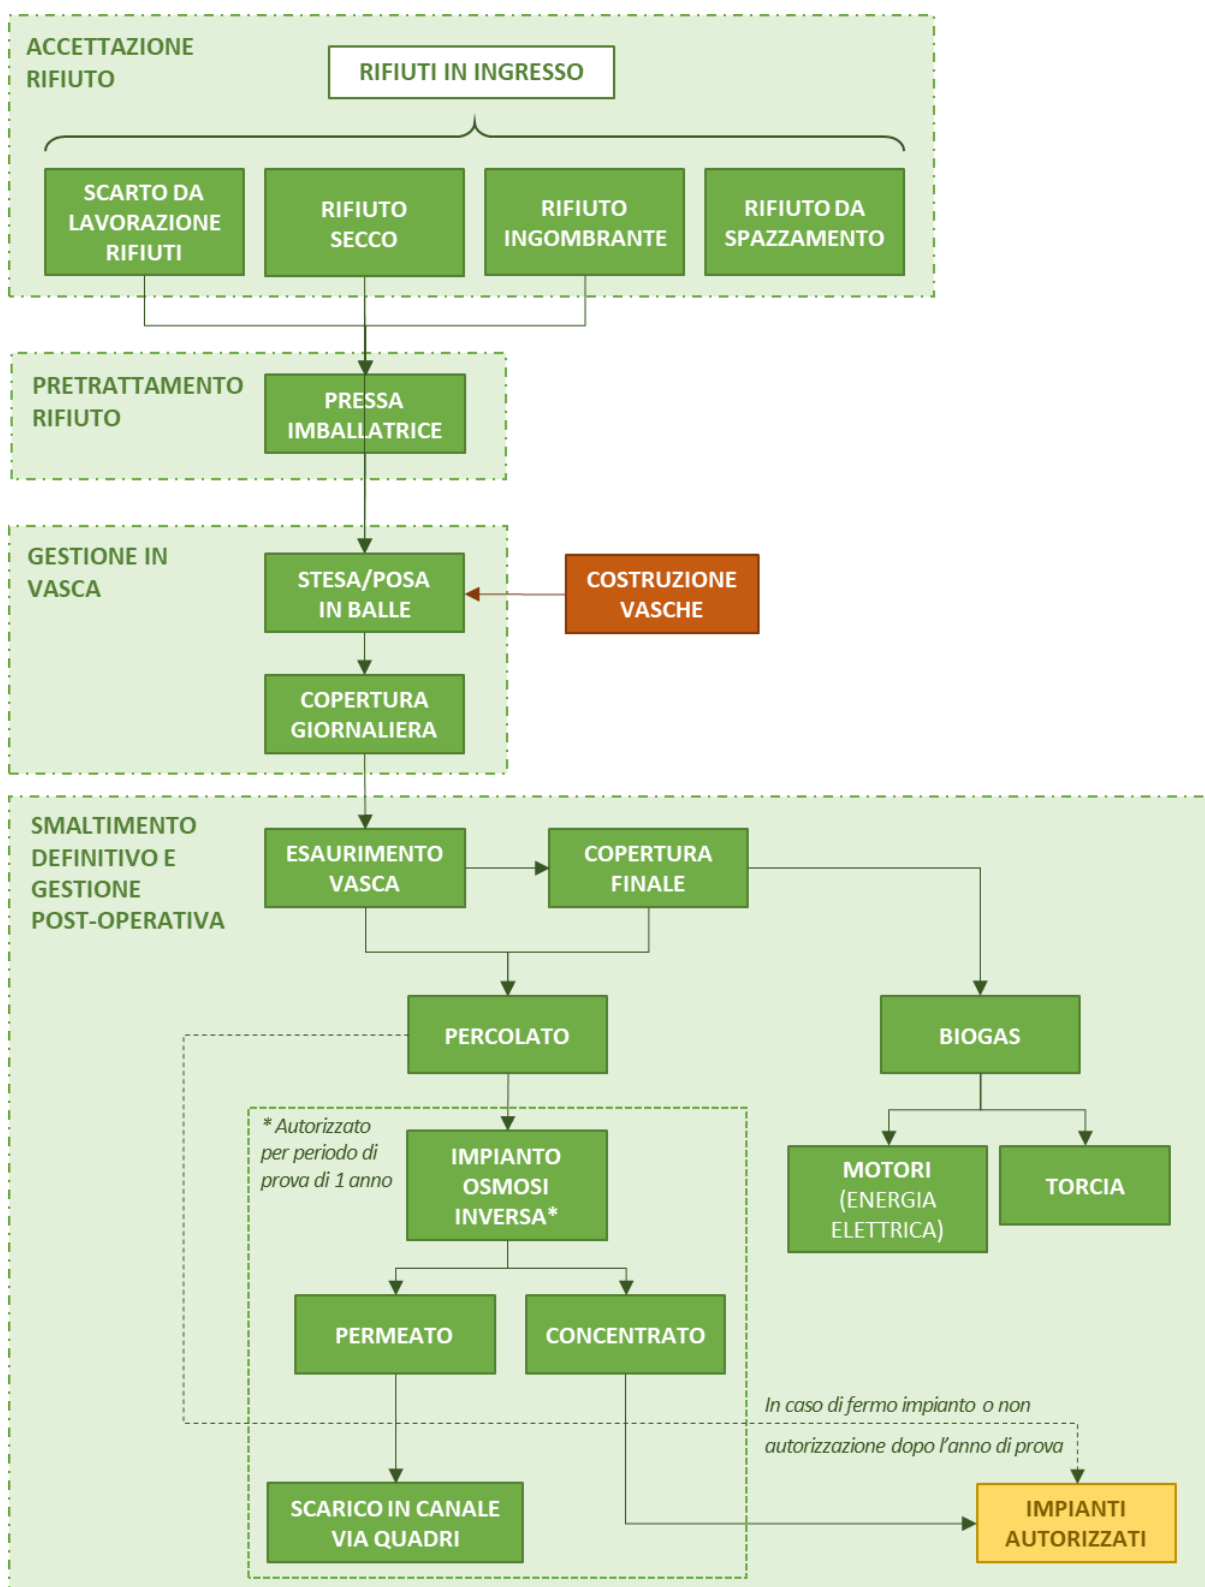 ACCETTAZIONE
RIFIUTO
RIFIUTI IN INGRESSO
SCARTO DA
LAVORAZIONE
RIFIUTI
RIFIUTO
SECCO
RIFIUTO
INGOMBRANTE
RIFIUTO DA
SPAZZAMENTO
PRETRATTAMENTO
RIFIUTO
PRESSA
IMBALLATRICE
GESTIONE IN
VASCA
STESA/POSA
IN BALLE
COSTRUZIONE
VASCHE
COPERTURA
GIORNALIERA
SMALTIMENTO
DEFINITIVO E
GESTIONE
POST-OPERATIVA
ESAURIMENTO
VASCA
COPERTURA
FINALE
PERCOLATO
BIOGAS
* Autorizzato
per periodo di
prova di 1 anno
IMPIANTO
OSMOSI
INVERSA*
MOTORI
(ENERGIA
ELETTRICA)
TORCIA
PERMEATO
CONCENTRATO
In caso di fermo impianto o non
autorizzazione dopo l'anno di prova
SCARICO IN CANALE
VIA QUADRI
IMPIANTI
AUTORIZZATI